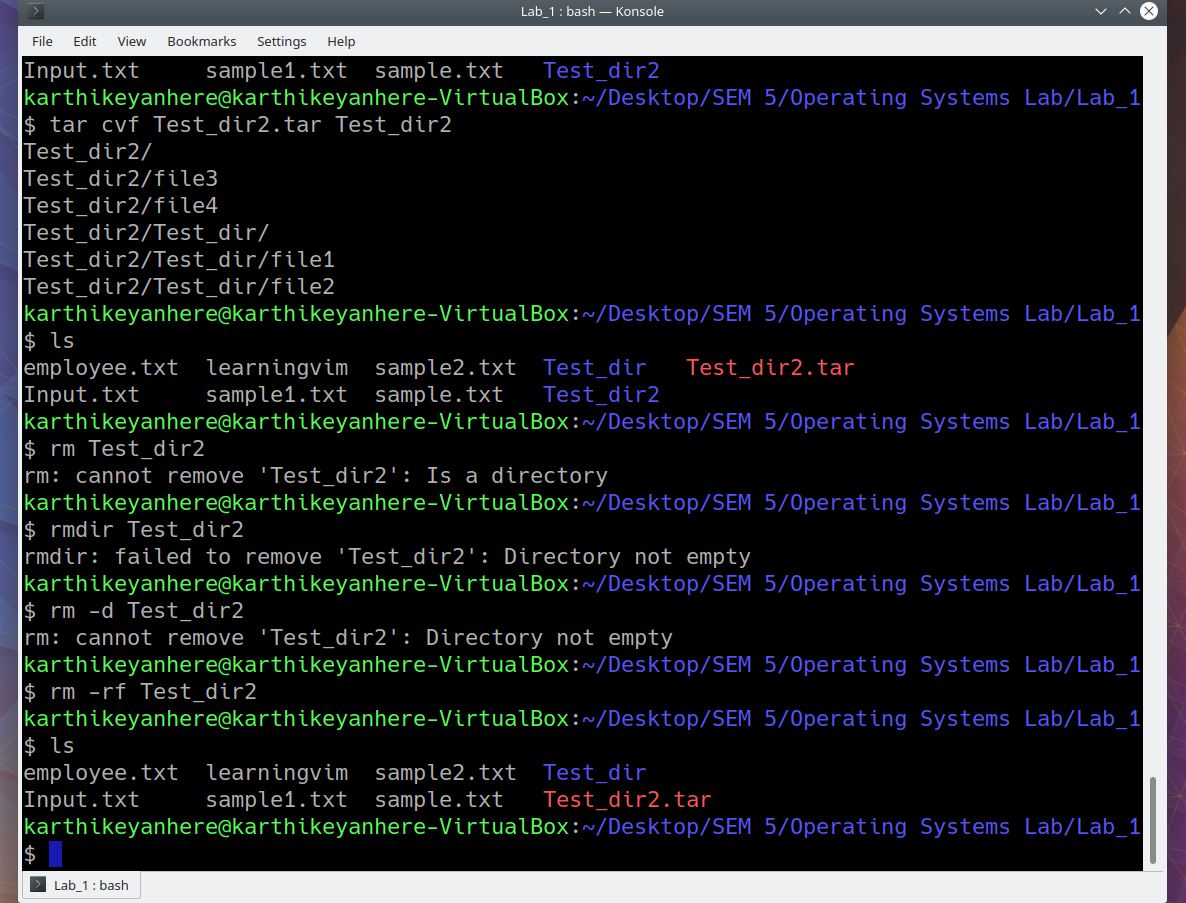 Lab_1 : bash — Konsole
File Edit View Bookmarks Settings Help
Input.txt     sample1.txt  sample.txt   Test_dir2
karthikeyanhere@karthikeyanhere-VirtualBox:~/Desktop/SEM 5/Operating Systems Lab/Lab_1
$ tar cvf Test_dir2.tar Test_dir2
Test_dir2/
Test_dir2/file3
Test_dir2/file4
Test_dir2/Test_dir/
Test_dir2/Test_dir/file1
Test_dir2/Test_dir/file2
karthikeyanhere@karthikeyanhere-VirtualBox:~/Desktop/SEM 5/Operating Systems Lab/Lab_1
$ ls
employee.txt  learningvim  sample2.txt  Test_dir   Test_dir2.tar
Input.txt     sample1.txt  sample.txt   Test_dir2
karthikeyanhere@karthikeyanhere-VirtualBox:~/Desktop/SEM 5/Operating Systems Lab/Lab_1
$ rm Test_dir2
rm: cannot remove 'Test_dir2': Is a directory
karthikeyanhere@karthikeyanhere-VirtualBox:~/Desktop/SEM 5/Operating Systems Lab/Lab_1
$ rmdir Test_dir2
rmdir: failed to remove 'Test_dir2': Directory not empty
karthikeyanhere@karthikeyanhere-VirtualBox:~/Desktop/SEM 5/Operating Systems Lab/Lab_1
$ rm -d Test_dir2
rm: cannot remove 'Test_dir2': Directory not empty
karthikeyanhere@karthikeyanhere-VirtualBox:~/Desktop/SEM 5/Operating Systems Lab/Lab_1
$ rm -rf Test_dir2
karthikeyanhere@karthikeyanhere-VirtualBox:~/Desktop/SEM 5/Operating Systems Lab/Lab_1
$ ls
employee.txt  learningvim  sample2.txt  Test_dir
Input.txt     sample1.txt  sample.txt   Test_dir2.tar
karthikeyanhere@karthikeyanhere-VirtualBox:~/Desktop/SEM 5/Operating Systems Lab/Lab_1
$
Lab_1 : bash